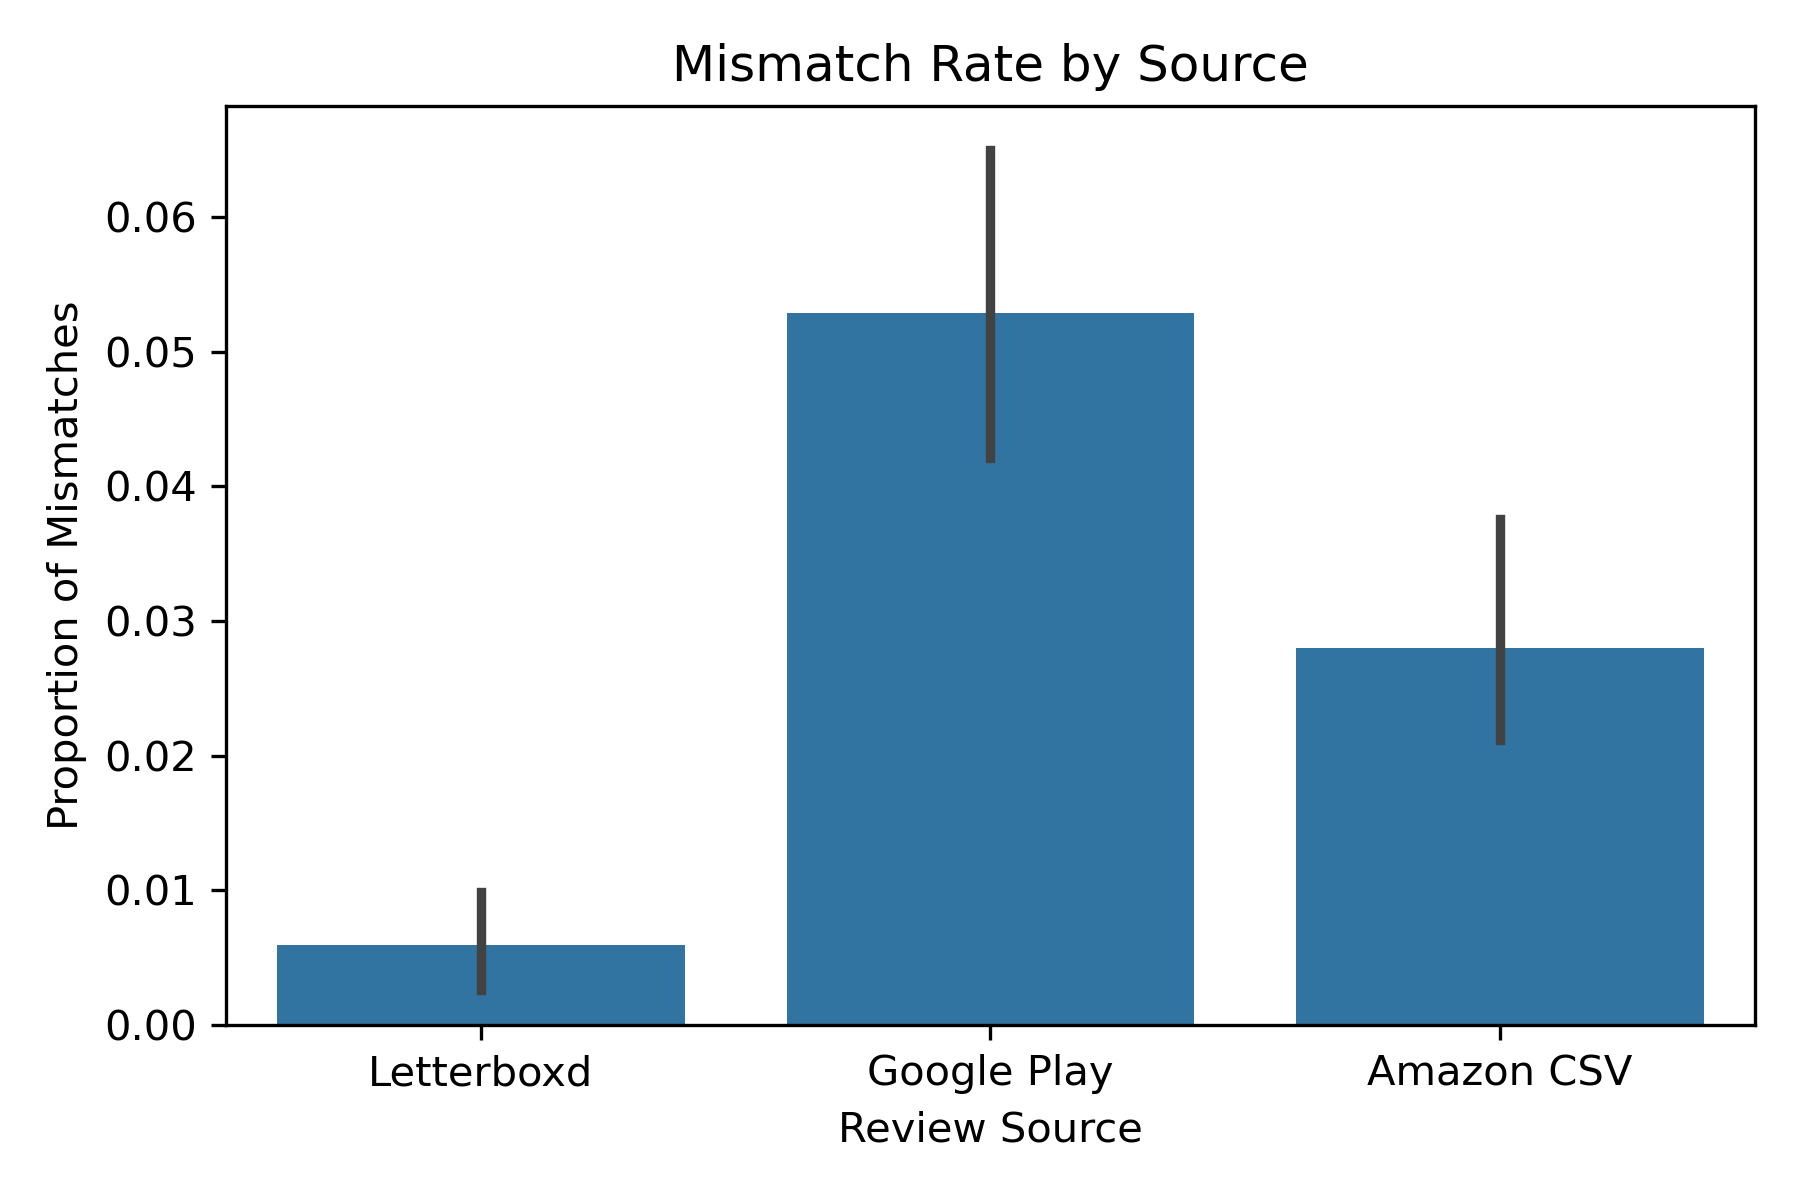 Mismatch Rate by Source
Proportion of Mismatches
0.06
0.05
0.04
0.03
0.02
0.01
0.00
Letterboxd
Google Play
Amazon CSV
Review Source